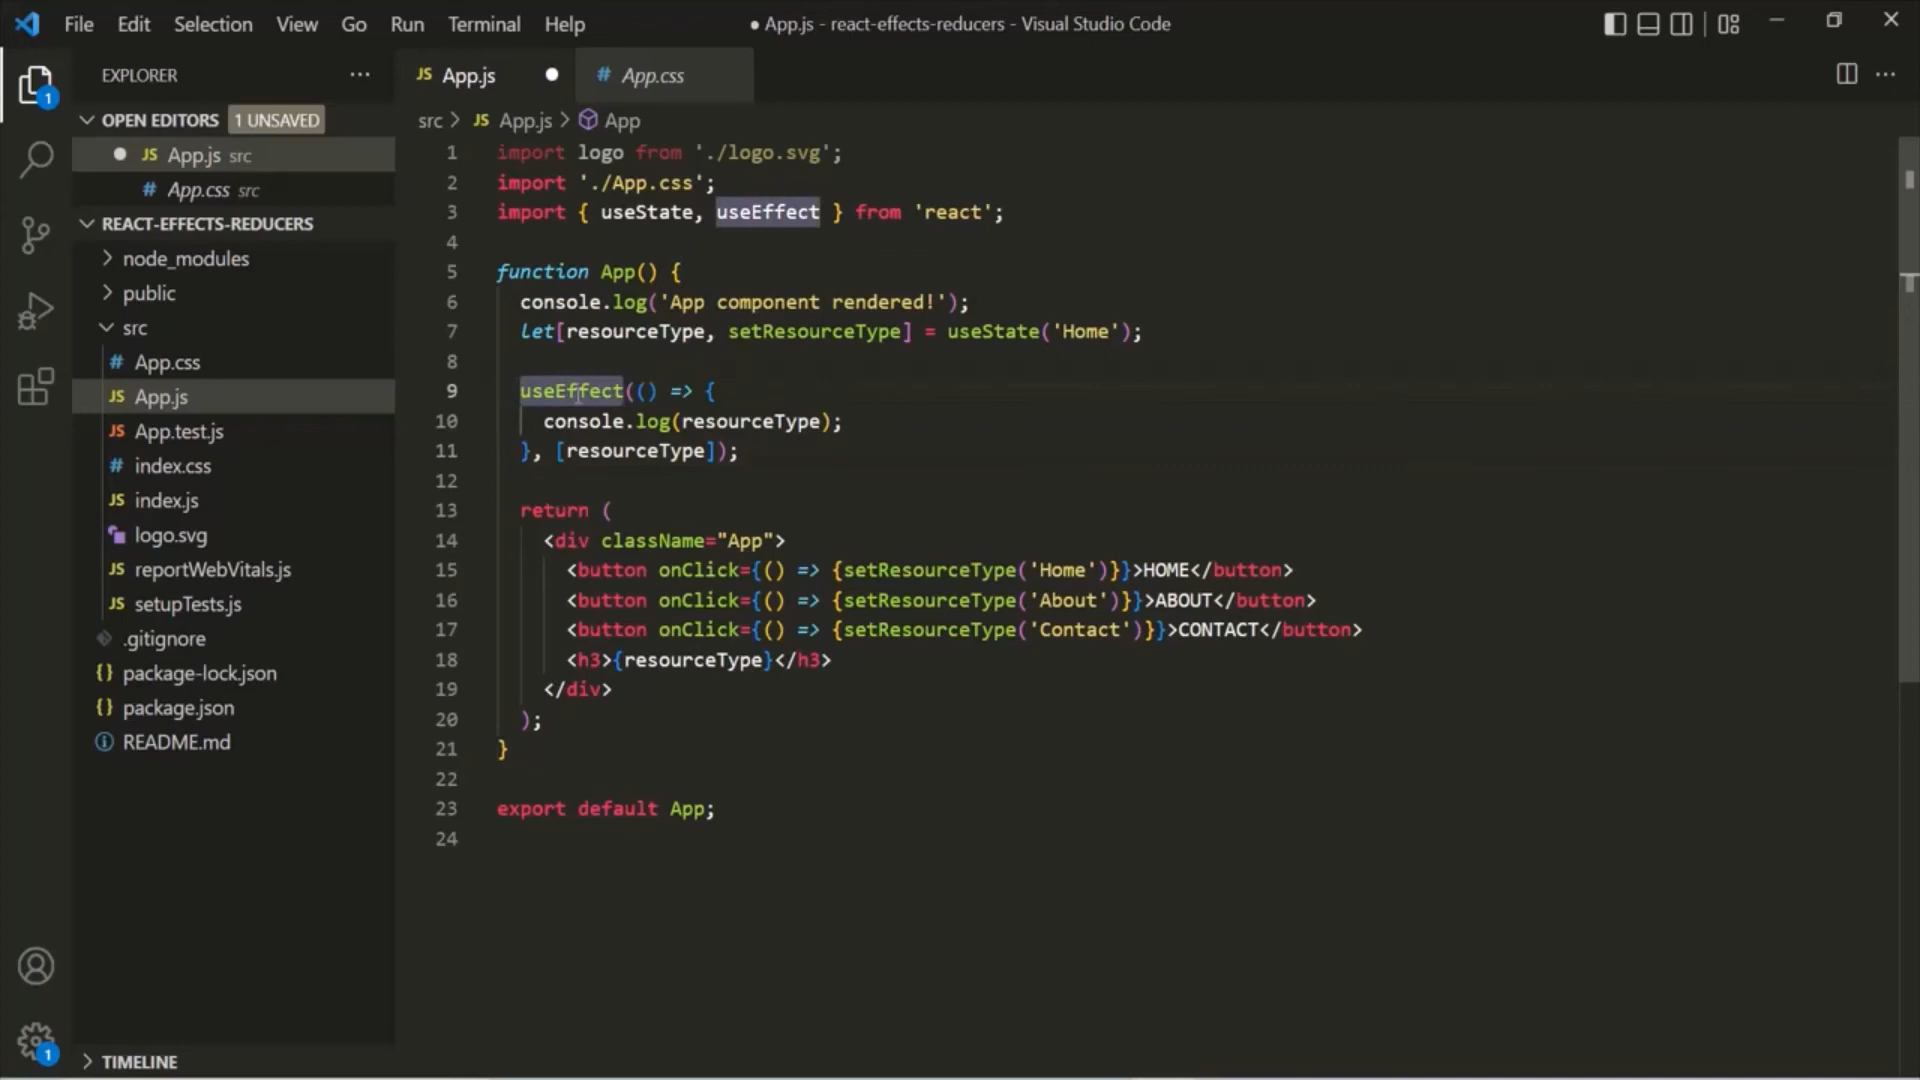 File Edit Selection View Go Run Terminal Help
● App.js - react-effects-reducers - Visual Studio Code
EXPLORER
JS App.js
# App.css
OPEN EDITORS 1 UNSAVED
JS App.js src
# App.css src
REACT-EFFECTS-REDUCERS
node_modules
public
src
# App.css
JS App.js
JS App.test.js
# index.css
JS index.js
logo.svg
JS reportWebVitals.js
JS setupTests.js
.gitignore
{} package-lock.json
{} package.json
README.md
TIMELINE
1
1
src > JS App.js > App
1 import logo from './logo.svg';
2 import './App.css';
3 import { useState, useEffect } from 'react';
4
5 function App() {
6 console.log('App component rendered!');
7 let[resourceType, setResourceType] = useState('Home');
8
9 useEffect(() => {
10 console.log(resourceType);
11 }, [resourceType]);
12
13 return (
14 <div className="App">
15 <button onClick={() => {setResourceType('Home')}}>HOME</button>
16 <button onClick={() => {setResourceType('About')}}>ABOUT</button>
17 <button onClick={() => {setResourceType('Contact')}}>CONTACT</button>
18 <h3>{resourceType}</h3>
19 </div>
20 );
21 }
22
23 export default App;
24